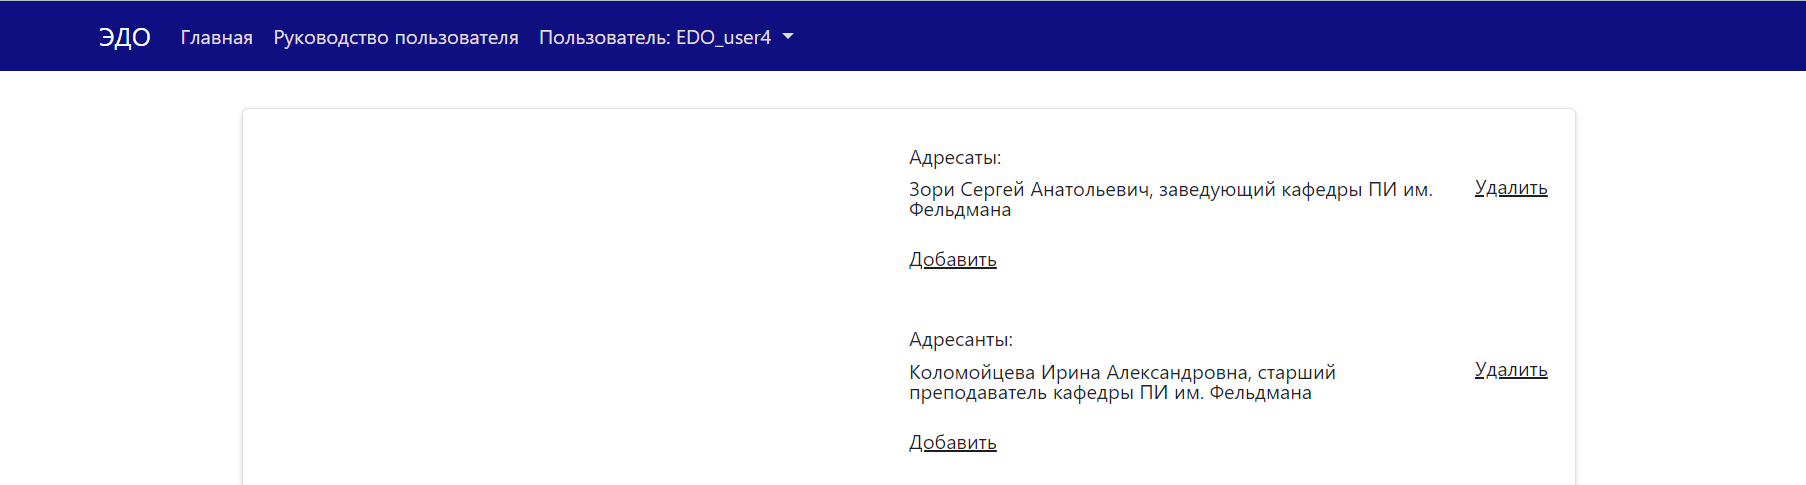 ЭДО Главная Руководство пользователя Пользователь: EDO_user4
Адресаты:
Зори Сергей Анатольевич, заведующий кафедры ПИ им. Удалить
Фельдмана
Добавить
Адресанты:
Коломойцева Ирина Александровна, старший Удалить
преподаватель кафедры ПИ им. Фельдмана
Добавить